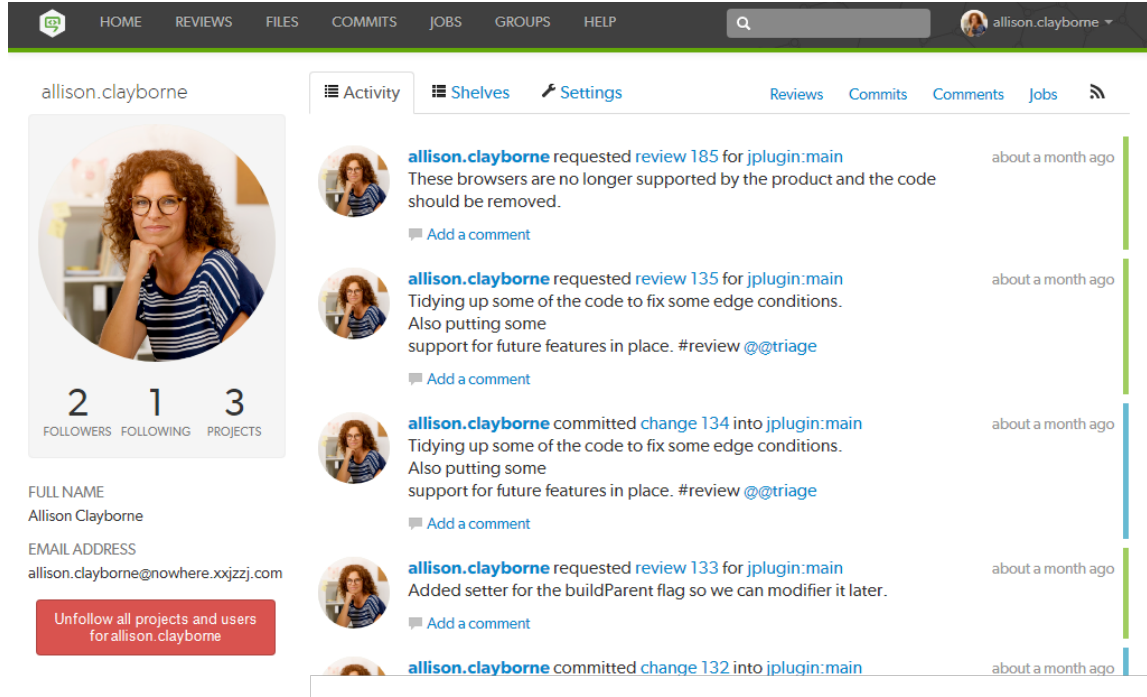 HOME REVIEWS FILES COMMITS JOBS GROUPS HELP allison.clayborne
allison.clayborne
Activity Shelves Settings Reviews Commits Comments Jobs
allison.clayborne requested review 185 for jplugin:main about a month ago
These browsers are no longer supported by the product and the code
should be removed.
Add a comment
allison.clayborne requested review 135 for jplugin:main about a month ago
Tidying up some of the code to fix some edge conditions.
Also putting some
support for future features in place. #review @@triage
Add a comment
2 1 3
FOLLOWERS FOLLOWING PROJECTS
allison.clayborne committed change 134 into jplugin:main about a month ago
Tidying up some of the code to fix some edge conditions.
Also putting some
support for future features in place. #review @@triage
Add a comment
FULL NAME
Allison Clayborne
EMAIL ADDRESS
allison.clayborne@nowhere.xxjzzj.com
Unfollow all projects and users
for allison.clayborne
allison.clayborne requested review 133 for jplugin:main about a month ago
Added setter for the buildParent flag so we can modifier it later.
Add a comment
allison.clayborne committed change 132 into jplugin:main about a month ago